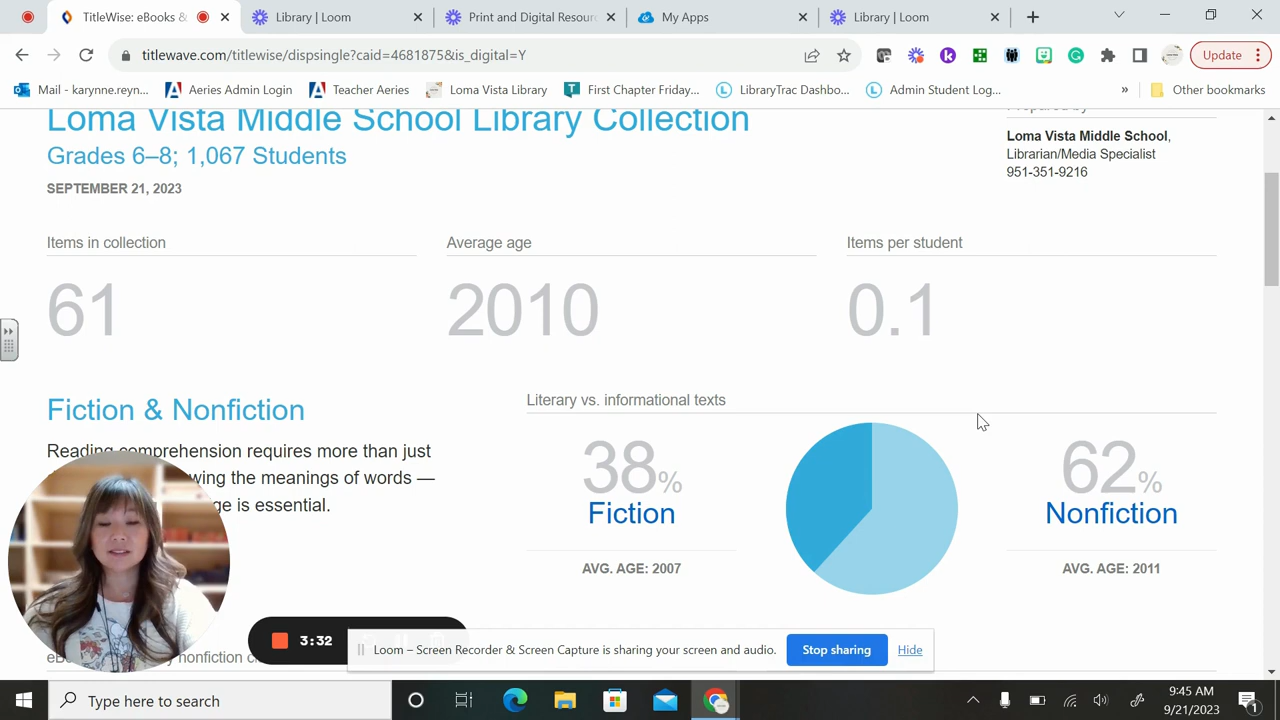 TitleWise: eBooks &
Library | Loom
Print and Digital Resour
My Apps
Library | Loom
titlewave.com/titlewise/dispsingle?caid=4681875&is_digital=Y
Update
Mail - karynne.reyn...
Aeries Admin Login
Teacher Aeries
Loma Vista Library
First Chapter Friday...
LibraryTrac Dashbo...
Admin Student Log...
»
Other bookmarks
Loma Vista Middle School Library Collection
Prepared by
Grades 6–8; 1,067 Students
Loma Vista Middle School,
Librarian/Media Specialist
951-351-9216
SEPTEMBER 21, 2023
Items in collection
Average age
Items per student
61
2010
0.1
Fiction & Nonfiction
Literary vs. informational texts
Reading comprehension requires more than just
wing the meanings of words —
ge is essential.
38%
Fiction
AVG. AGE: 2007
62%
Nonfiction
AVG. AGE: 2011
3:32
Loom – Screen Recorder & Screen Capture is sharing your screen and audio.
Stop sharing
Hide
nonfiction
Type here to search
9:45 AM
9/21/2023
1